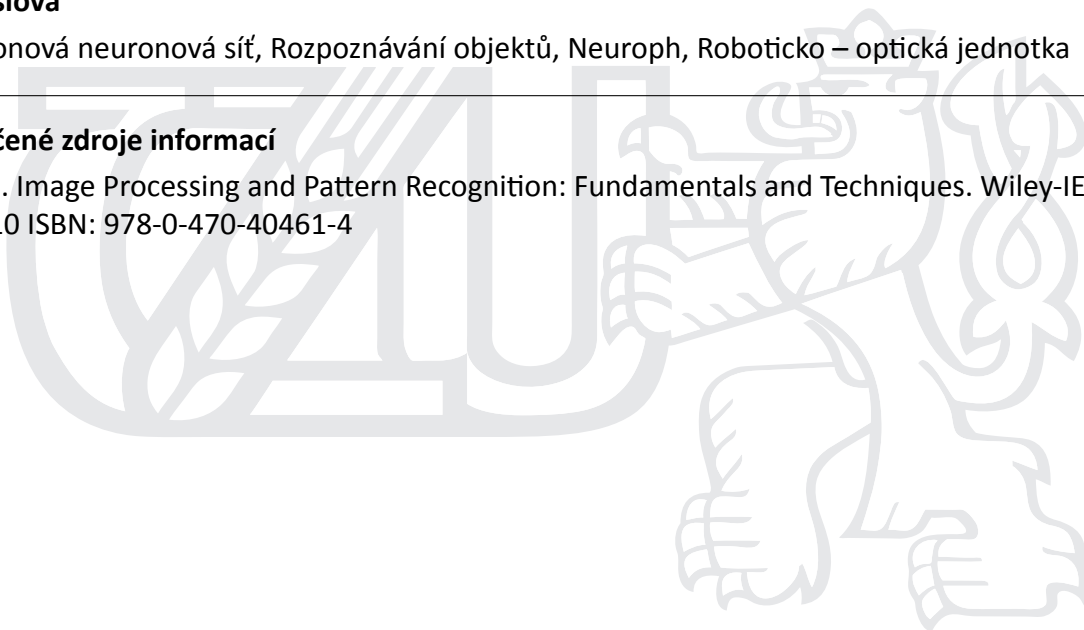 slova
onová neuronová síť, Rozpoznávání objektů, Neuroph, Roboticko – optická jednotka
čené zdroje informací
. Image Processing and Pattern Recognition: Fundamentals and Techniques. Wiley-IE
10 ISBN: 978-0-470-40461-4